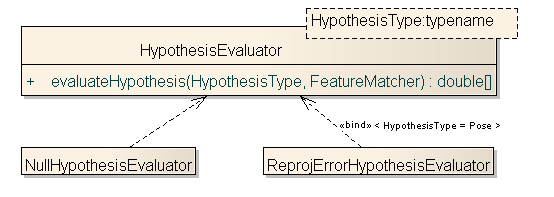 HypothesisType:typename
HypothesisEvaluator
+ evaluateHypothesis(HypothesisType, FeatureMatcher) : double[]
«bind» < HypothesisType = Pose >
NullHypothesisEvaluator
ReprojErrorHypothesisEvaluator